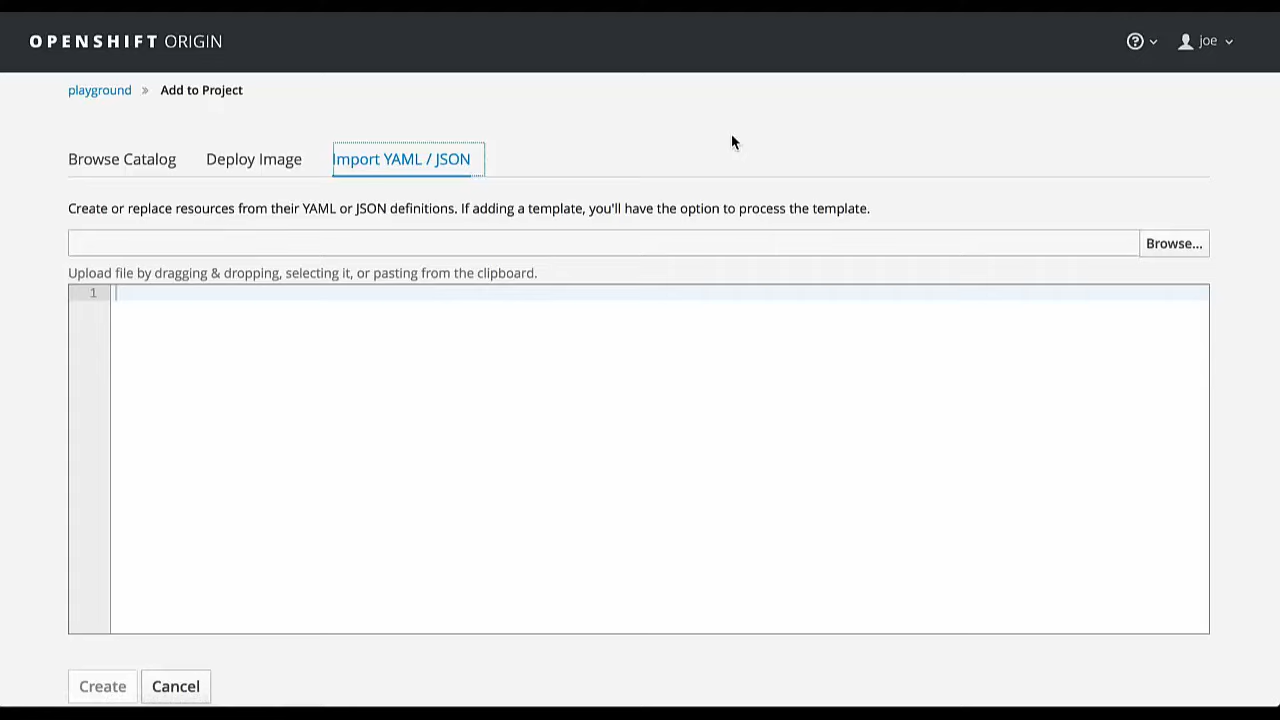 OPENSHIFT ORIGIN
joe
playground » Add to Project
Browse Catalog Deploy Image Import YAML / JSON
Create or replace resources from their YAML or JSON definitions. If adding a template, you'll have the option to process the template.
Browse...
Upload file by dragging & dropping, selecting it, or pasting from the clipboard.
1
Create Cancel